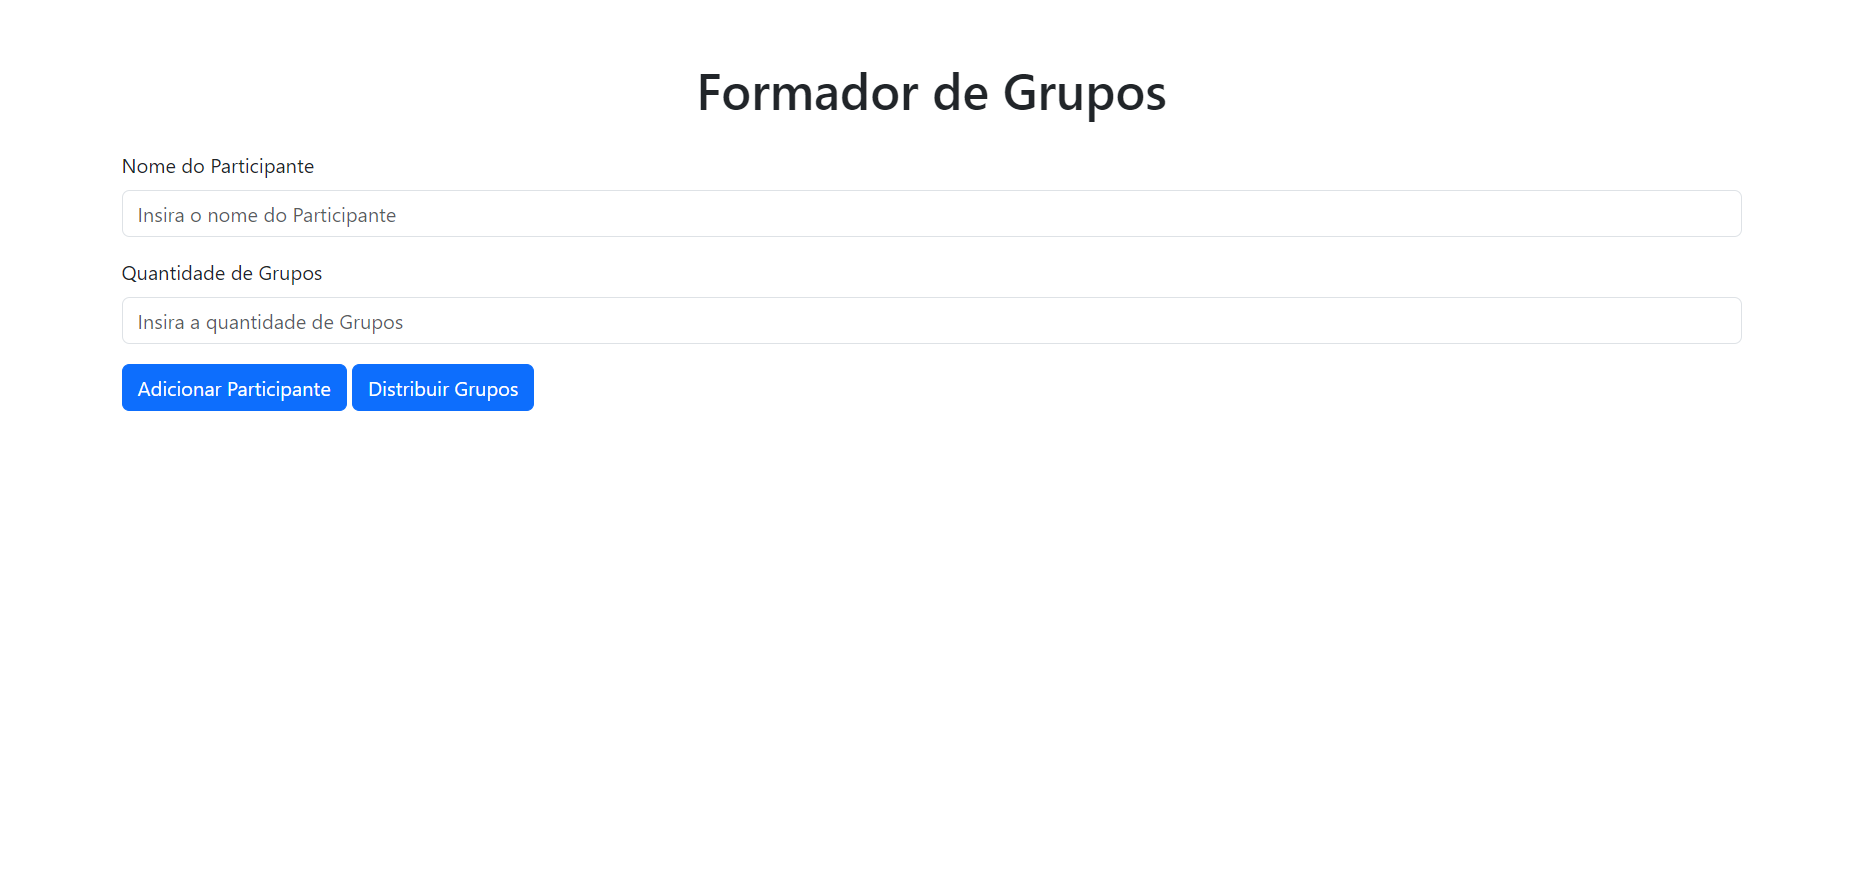 Formador de Grupos
Nome do Participante
Insira o nome do Participante
Quantidade de Grupos
Insira a quantidade de Grupos
Adicionar Participante Distribuir Grupos